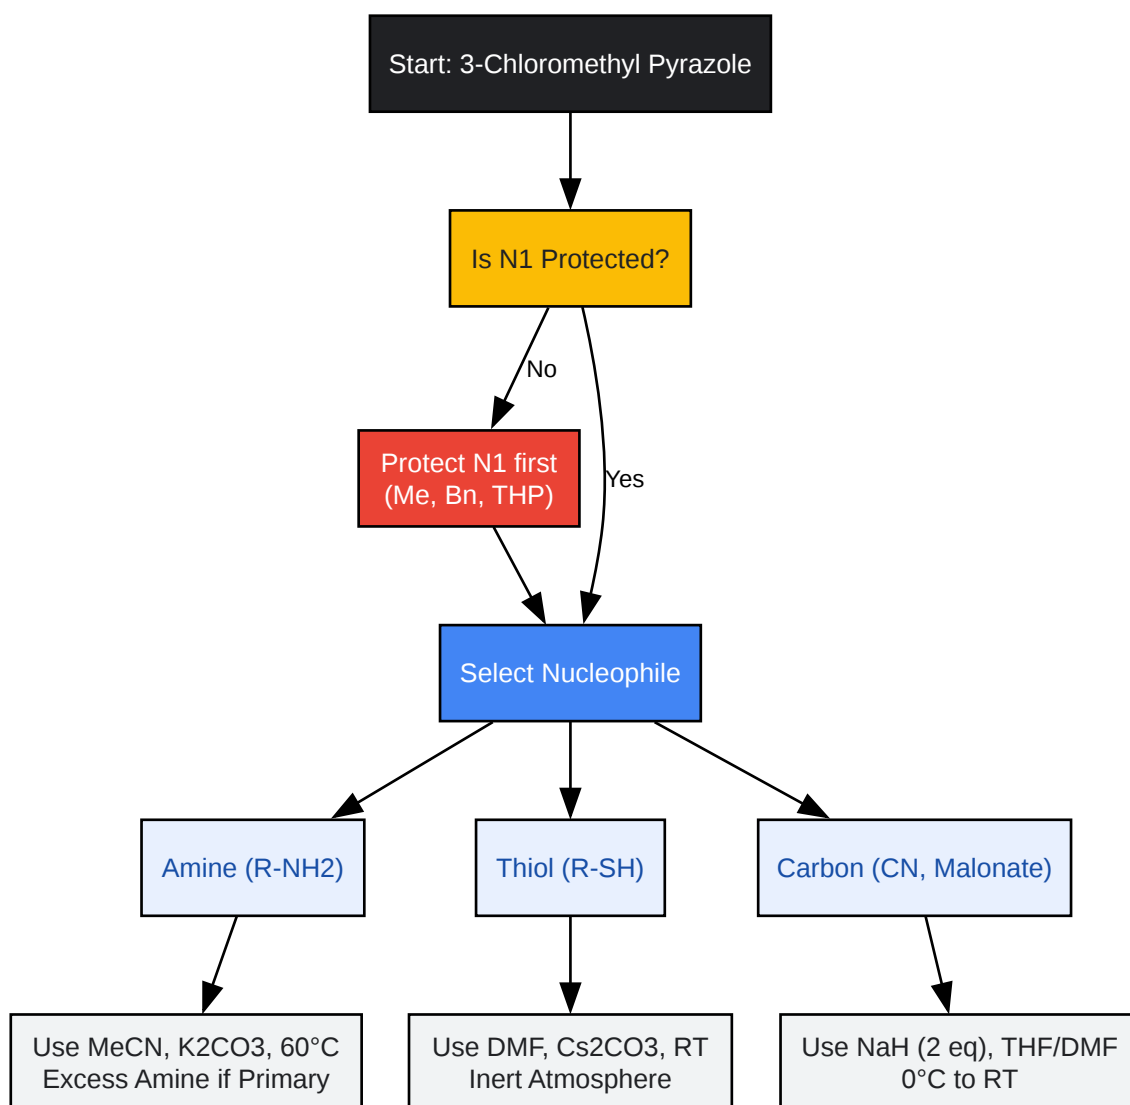 Start: 3-Chloromethyl Pyrazole
Is N1 Protected?
No
Protect N1 first
(Me, Bn, THP)
Yes
Select Nucleophile
Amine (R-NH2)
Thiol (R-SH)
Carbon (CN, Malonate)
Use MeCN, K2CO3, 60°C
Excess Amine if Primary
Use DMF, Cs2CO3, RT
Inert Atmosphere
Use NaH (2 eq), THF/DMF
0°C to RT